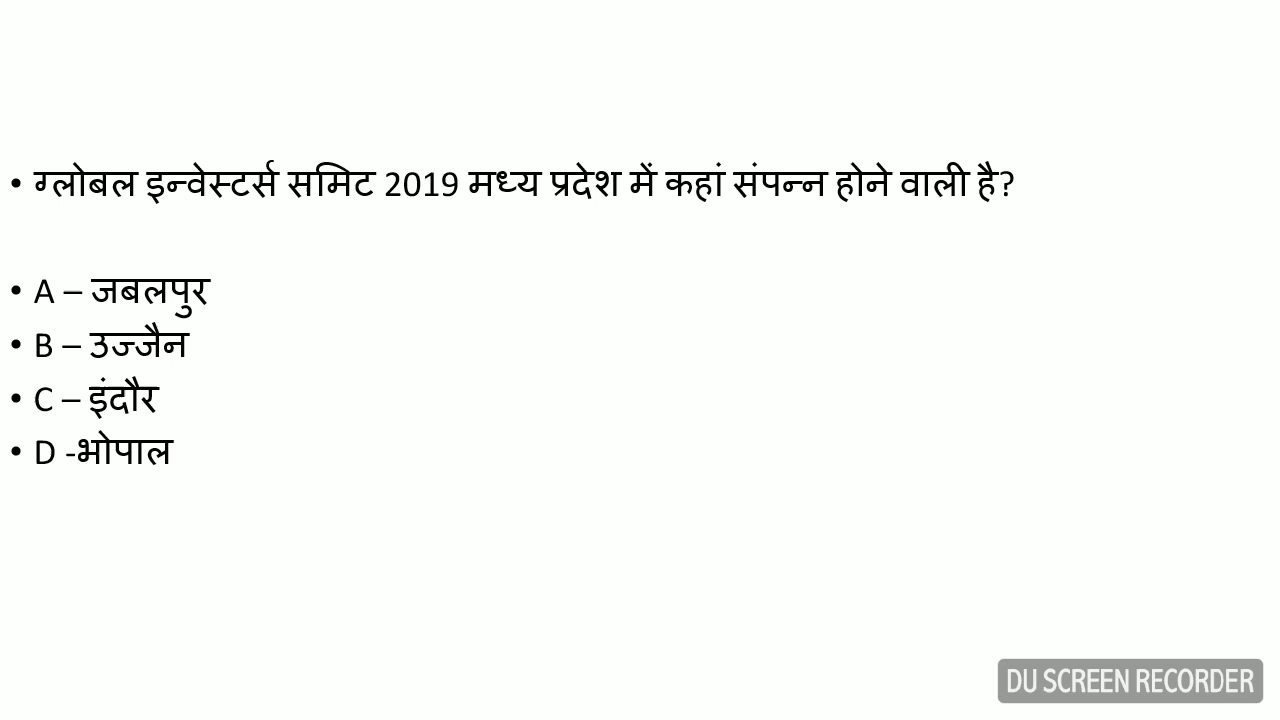 • ग्लोबल इन्वेस्टर्स समिट 2019 मध्य प्रदेश में कहां संपन्न होने वाली है?
• A – जबलपुर
• B – उज्जैन
• C – इंदौर
• D -भोपाल
DU SCREEN RECORDER